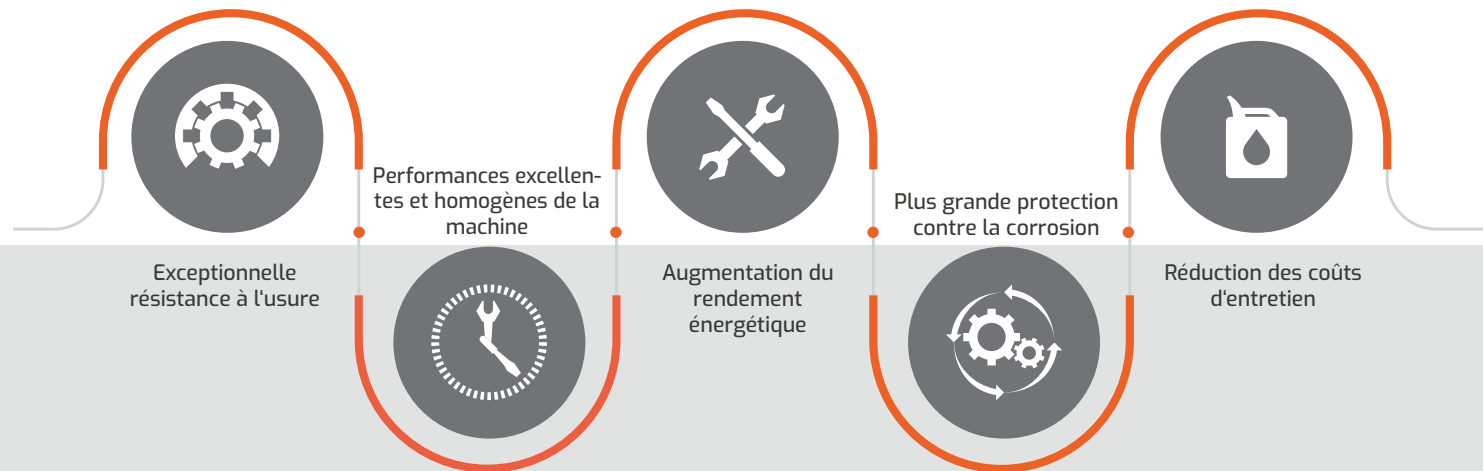 Exceptionnelle
résistance à l‘usure
Performances excellen-
tes et homogènes de la
machine
Augmentation du
rendement
énergétique
Plus grande protection
contre la corrosion
Réduction des coûts
d‘entretien